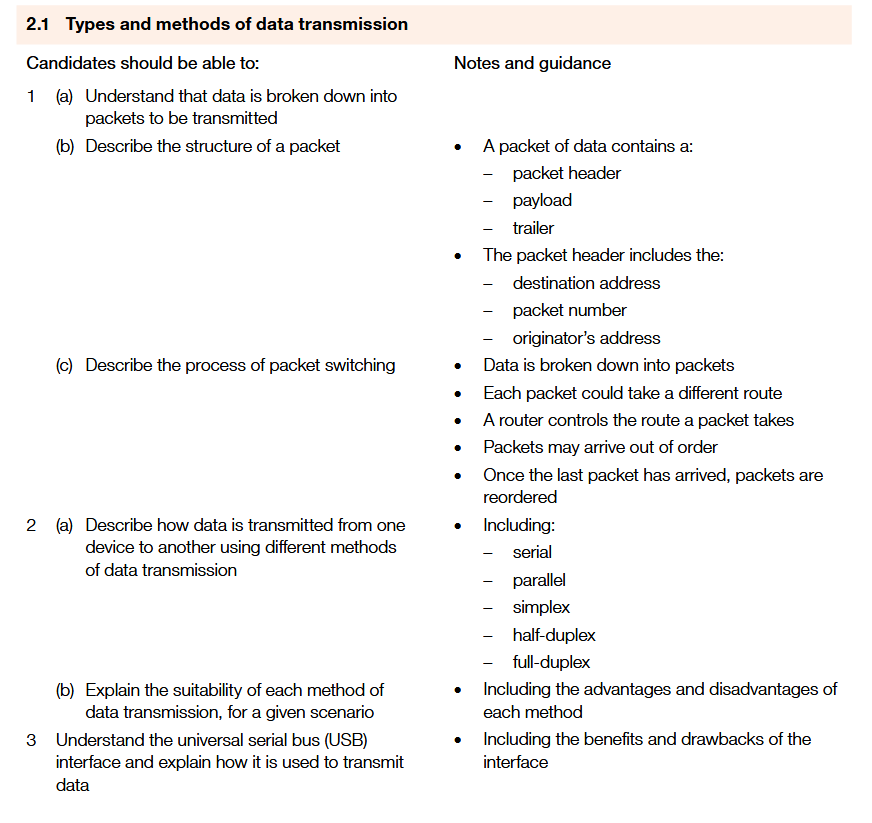 2.1 Types and methods of data transmission
Candidates should be able to:
Notes and guidance
1 (a) Understand that data is broken down into
packets to be transmitted
(b) Describe the structure of a packet
• A packet of data contains a:
– packet header
– payload
– trailer
• The packet header includes the:
– destination address
– packet number
– originator’s address
(c) Describe the process of packet switching
• Data is broken down into packets
• Each packet could take a different route
• A router controls the route a packet takes
• Packets may arrive out of order
• Once the last packet has arrived, packets are
reordered
2 (a) Describe how data is transmitted from one
device to another using different methods
of data transmission
• Including:
– serial
– parallel
– simplex
– half-duplex
– full-duplex
(b) Explain the suitability of each method of
data transmission, for a given scenario
• Including the advantages and disadvantages of
each method
3 Understand the universal serial bus (USB)
interface and explain how it is used to transmit
data
• Including the benefits and drawbacks of the
interface